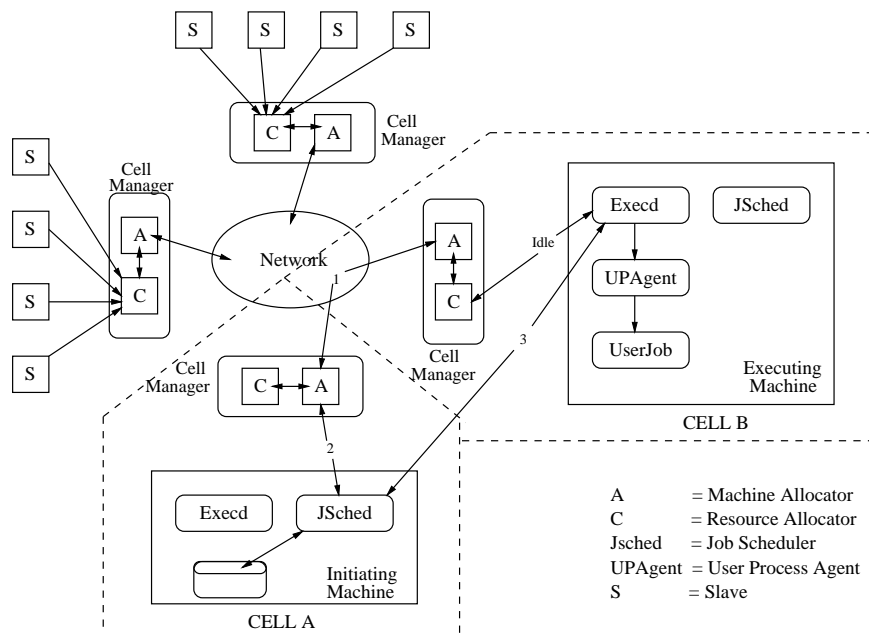 S
S
S
S
Cell
Manager
C
A
S
Cell
Manager
Execd
JSched
S
A
A
Idle
Network
1
UPAgent
S
C
C
3
UserJob
S
Cell
Manager
Cell
Manager
Executing
Machine
C
A
CELL B
2
A = Machine Allocator
Execd
JSched
C = Resource Allocator
Jsched = Job Scheduler
Initiating
Machine
UPAgent = User Process Agent
S = Slave
CELL A